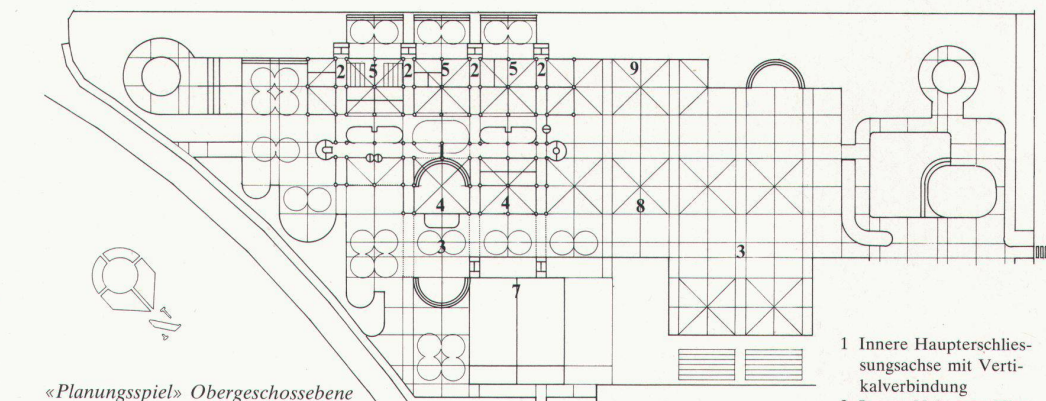 2 5 2 5 2 5 2 9
4 4 8
3 3
7
«Planungsspiel» Obergeschossebene
1 Innere Haupterschlies-
sungsachse mit Verti-
kalverbindung